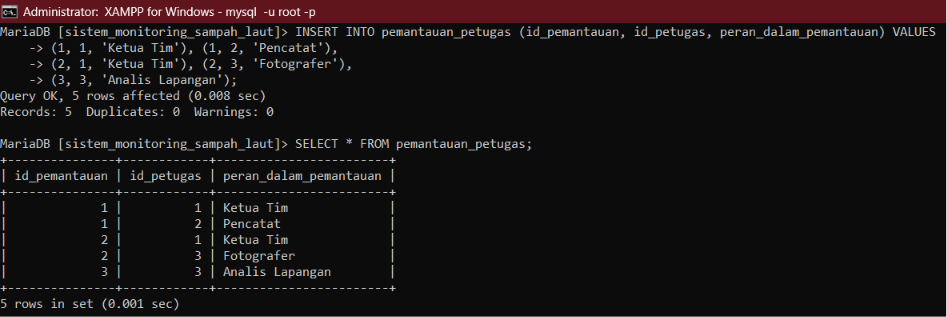 Administrator: XAMPP for Windows - mysql -u root -p
MariaDB [sistem_monitoring_sampah_laut]> INSERT INTO pemantauan_petugas (id_pemantauan, id_petugas, peran_dalam_pemantauan) VALUES
    -> (1, 1, 'Ketua Tim'), (1, 2, 'Pencatat'),
    -> (2, 1, 'Ketua Tim'), (2, 3, 'Fotografer'),
    -> (3, 3, 'Analis Lapangan');
Query OK, 5 rows affected (0.008 sec)
Records: 5  Duplicates: 0  Warnings: 0

MariaDB [sistem_monitoring_sampah_laut]> SELECT * FROM pemantauan_petugas;
+---------------+------------+------------------------+
| id_pemantauan | id_petugas | peran_dalam_pemantauan |
+---------------+------------+------------------------+
|             1 |          1 | Ketua Tim              |
|             1 |          2 | Pencatat               |
|             2 |          1 | Ketua Tim              |
|             2 |          3 | Fotografer             |
|             3 |          3 | Analis Lapangan        |
+---------------+------------+------------------------+
5 rows in set (0.001 sec)